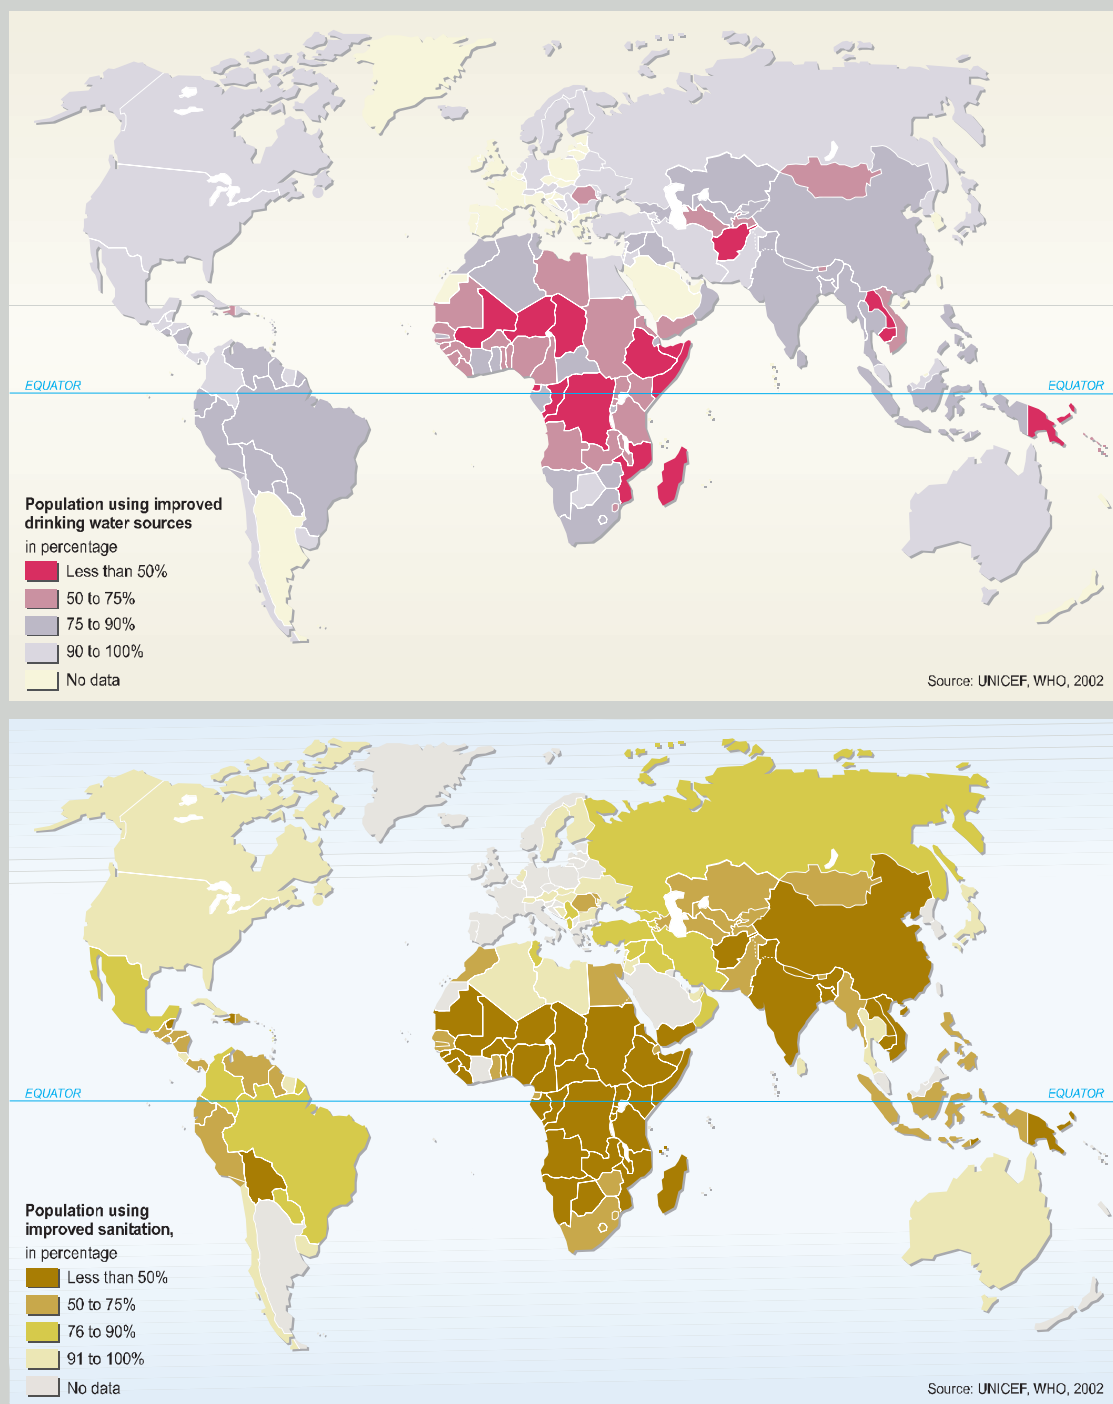 EQUATOR
EQUATOR
Population using improved
drinking water sources
in percentage
Less than 50%
50 to 75%
75 to 90%
90 to 100%
No data
Source: UNICEF, WHO, 2002
EQUATOR
EQUATOR
Population using
improved sanitation,
in percentage
Less than 50%
50 to 75%
76 to 90%
91 to 100%
No data
Source: UNICEF, WHO, 2002